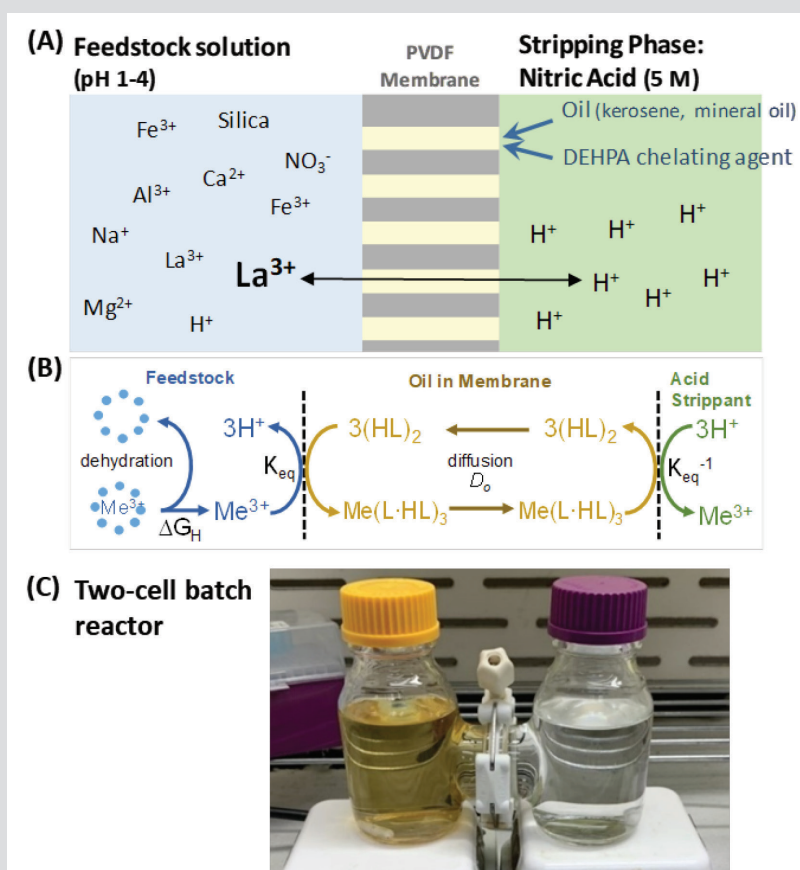 (A) Feedstock solution
(pH 1-4)
PVDF
Membrane
Stripping Phase:
Nitric Acid (5 M)
Oil (kerosene, mineral oil)
DEHPA chelating agent
Fe³⁺
Silica
NO₃⁻
Ca²⁺
Al³⁺
Fe³⁺
Na⁺
La³⁺
La³⁺
Mg²⁺
H⁺
H⁺
H⁺
H⁺
H⁺
H⁺
H⁺
H⁺
(B)
Feedstock
Oil in Membrane
Acid
Strippant
3H⁺
3(HL)₂
3(HL)₂
3H⁺
dehydration
Keq
diffusion
Dₒ
Keq⁻¹
Me³⁺
ΔG_H
Me³⁺
Me(L·HL)₃
Me(L·HL)₃
Me³⁺
(C) Two-cell batch
reactor